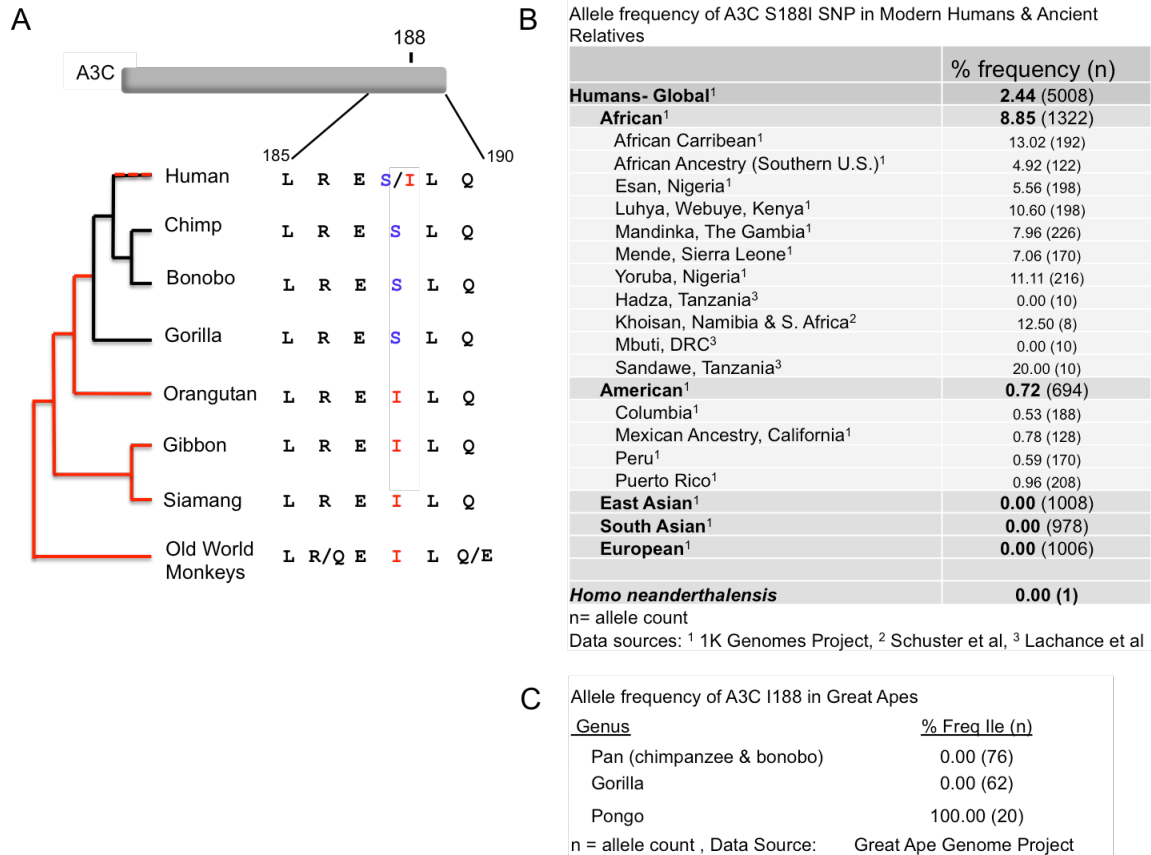 A
188
A3C
185
190
Human L R E S/I L Q
Chimp L R E S L Q
Bonobo L R E S L Q
Gorilla L R E S L Q
Orangutan L R E I L Q
Gibbon L R E I L Q
Siamang L R E I L Q
Old World
Monkeys
L R/Q E I L Q/E
B
Allele frequency of A3C S188I SNP in Modern Humans & Ancient
Relatives
% frequency (n)
Humans- Global¹ 2.44 (5008)
African¹ 8.85 (1322)
African Carribean¹ 13.02 (192)
African Ancestry (Southern U.S.)¹ 4.92 (122)
Esan, Nigeria¹ 5.56 (198)
Luhya, Webuye, Kenya¹ 10.60 (198)
Mandinka, The Gambia¹ 7.96 (226)
Mende, Sierra Leone¹ 7.06 (170)
Yoruba, Nigeria¹ 11.11 (216)
Hadza, Tanzania³ 0.00 (10)
Khoisan, Namibia & S. Africa² 12.50 (8)
Mbuti, DRC³ 0.00 (10)
Sandawe, Tanzania³ 20.00 (10)
American¹ 0.72 (694)
Columbia¹ 0.53 (188)
Mexican Ancestry, California¹ 0.78 (128)
Peru¹ 0.59 (170)
Puerto Rico¹ 0.96 (208)
East Asian¹ 0.00 (1008)
South Asian¹ 0.00 (978)
European¹ 0.00 (1006)
Homo neanderthalensis 0.00 (1)
n= allele count
Data sources: ¹ 1K Genomes Project, ² Schuster et al, ³ Lachance et al
C
Allele frequency of A3C I188 in Great Apes
Genus % Freq Ile (n)
Pan (chimpanzee & bonobo) 0.00 (76)
Gorilla 0.00 (62)
Pongo 100.00 (20)
n = allele count , Data Source: Great Ape Genome Project